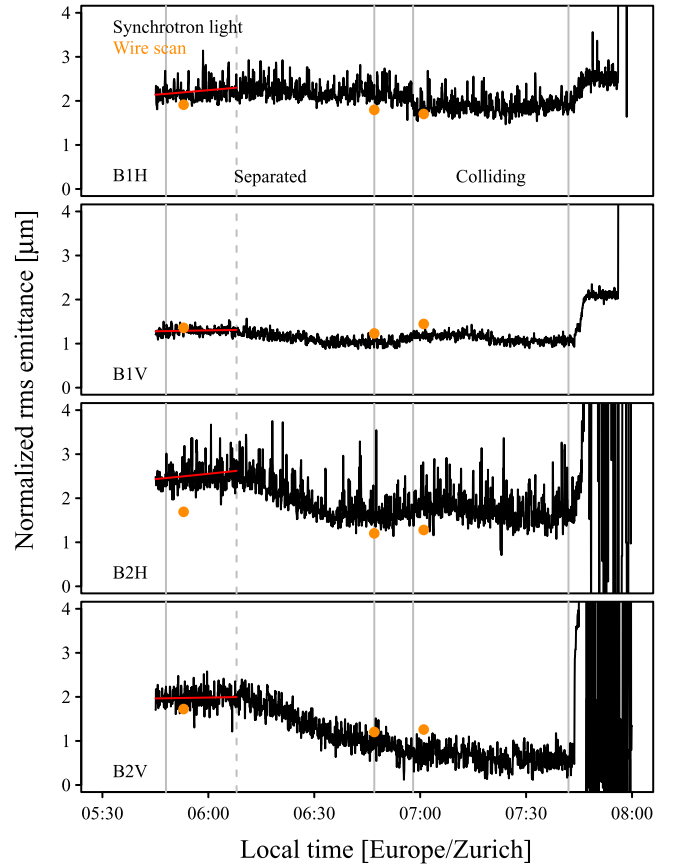 Synchrotron light
Wire scan
4
3
2
1
0
B1H
Separated
Colliding
4
3
2
1
0
B1V
4
3
2
1
0
B2H
4
3
2
1
0
B2V
Normalized rms emittance [μm]
05:30 06:00 06:30 07:00 07:30 08:00
Local time [Europe/Zurich]